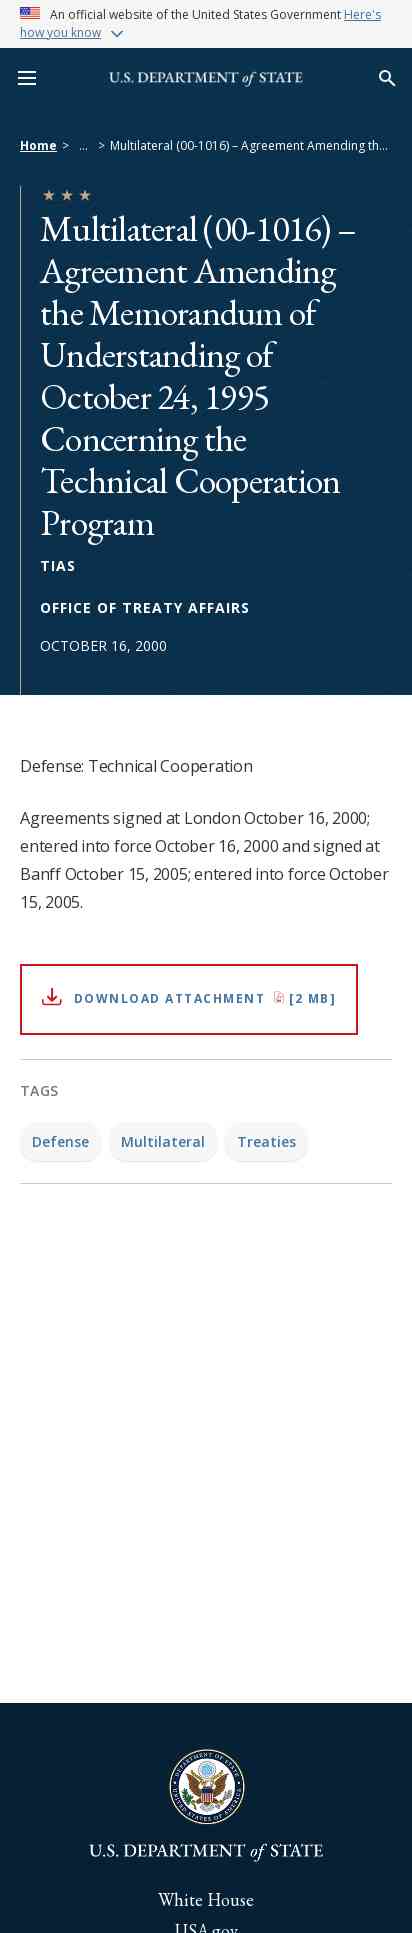 An official website of the United States Government Here's
how you know
U.S. DEPARTMENT of STATE
Home > ... > Multilateral (00-1016) – Agreement Amending th...
Multilateral (00-1016) –
Agreement Amending
the Memorandum of
Understanding of
October 24, 1995
Concerning the
Technical Cooperation
Program
TIAS
OFFICE OF TREATY AFFAIRS
OCTOBER 16, 2000
Defense: Technical Cooperation
Agreements signed at London October 16, 2000;
entered into force October 16, 2000 and signed at
Banff October 15, 2005; entered into force October
15, 2005.
DOWNLOAD ATTACHMENT [2 MB]
TAGS
Defense Multilateral Treaties
DEPARTMENT OF STATE
UNITED STATES OF AMERICA
U.S. DEPARTMENT of STATE
White House
USA.gov